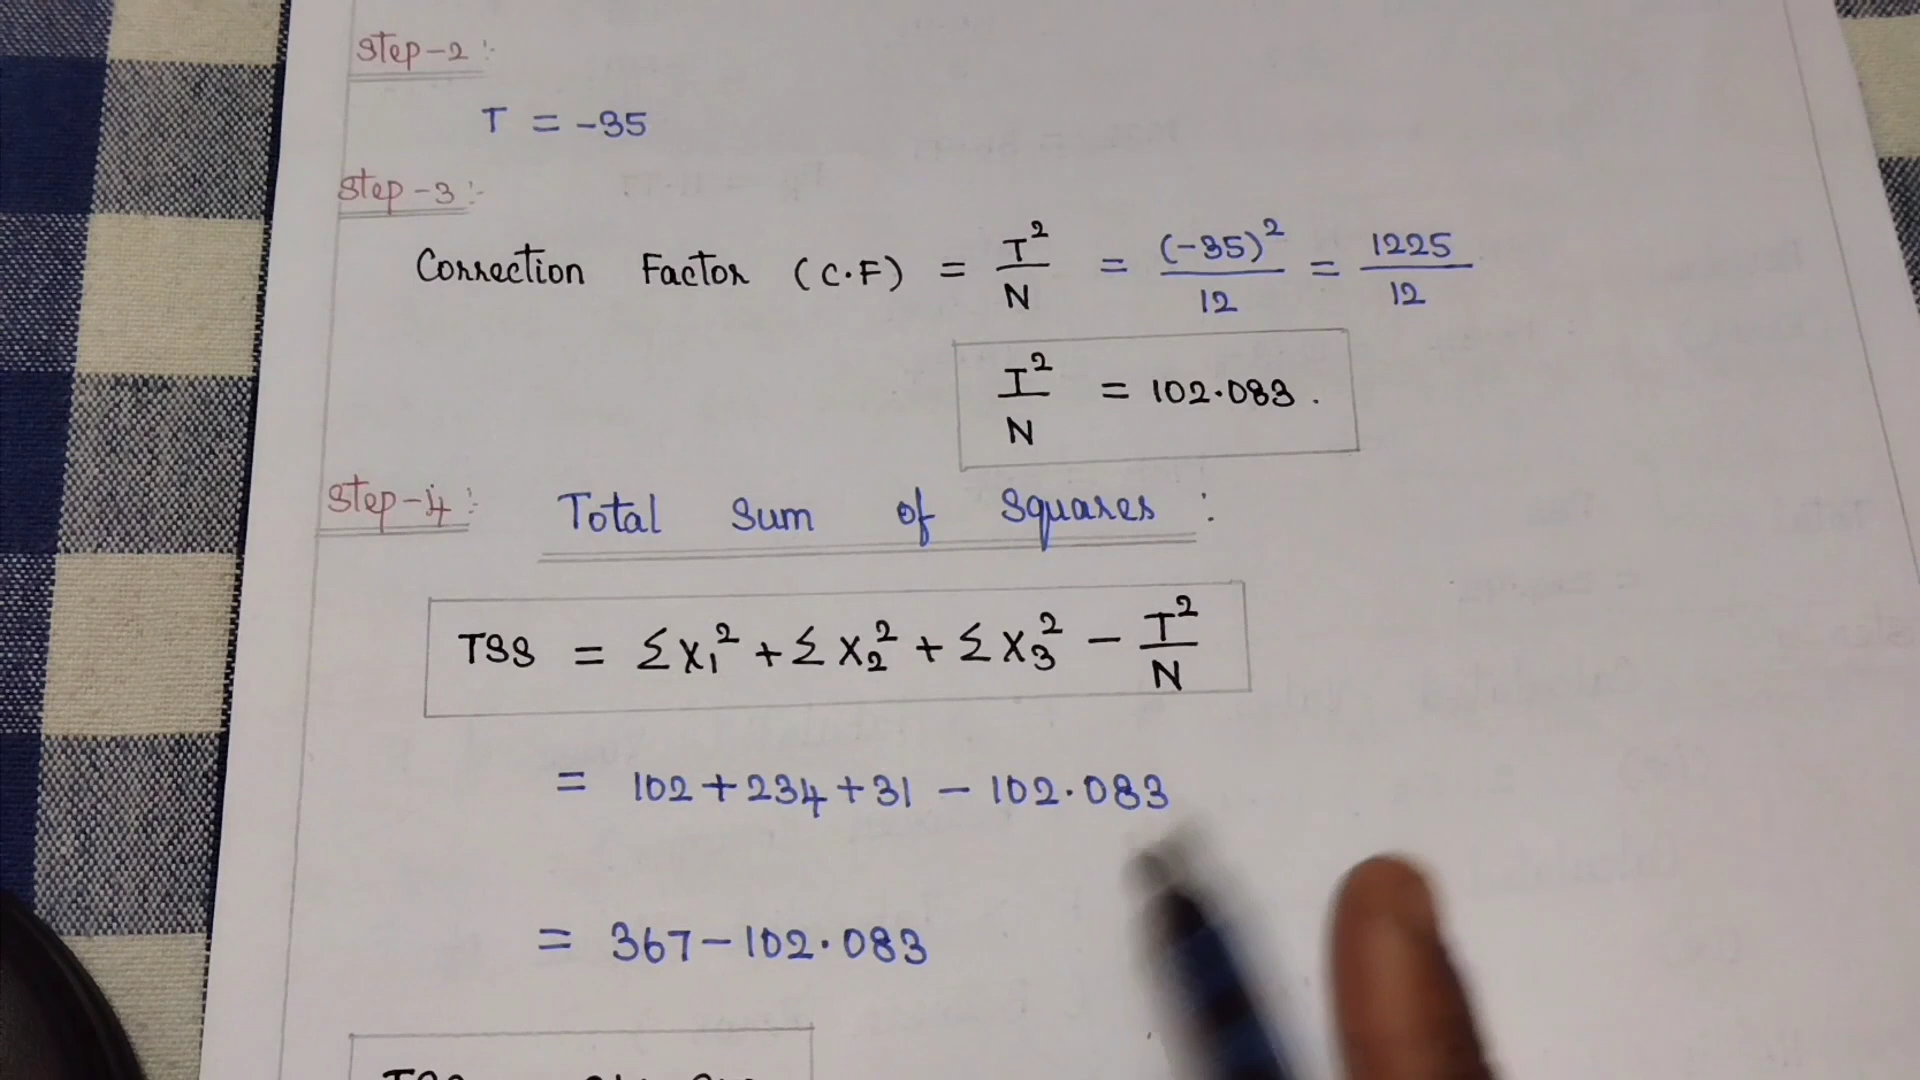 Step-2:-
T = -35
Step-3:-
Correction Factor (C.F) = T²/N = (-35)²/12 = 1225/12
T²/N = 102.083.
Step-4:- Total Sum of Squares :
TSS = ΣX₁² + ΣX₂² + ΣX₃² - T²/N
= 102 + 234 + 31 - 102.083
= 367 - 102.083